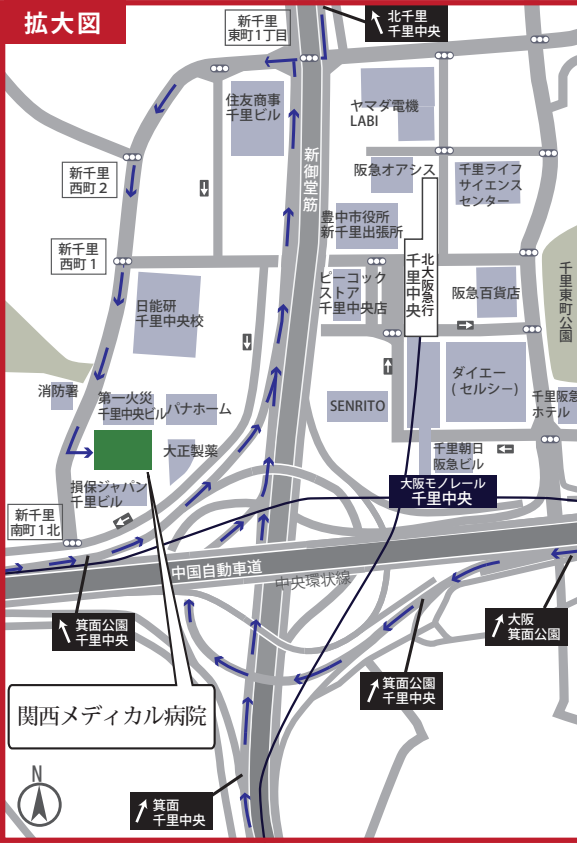 拡大図
新千里
東町1丁目
北千里
千里中央
住友商事
千里ビル
ヤマダ電機
LABI
新御堂筋
阪急オアシス
千里ライフ
サイエンス
センター
新千里
西町2
豊中市役所
新千里出張所
新千里
西町1
北大阪急行
千里中央
千里東町公園
ピーコック
ストア
千里中央店
阪急百貨店
日能研
千里中央校
ダイエー
(セルシー)
消防署
第一火災
千里中央ビル
パナホーム
SENRITO
千里阪急
ホテル
大正製薬
千里朝日
阪急ビル
損保ジャパン
千里ビル
大阪モノレール
千里中央
新千里
南町1北
中国自動車道
中央環状線
箕面公園
千里中央
大阪
箕面公園
箕面公園
千里中央
関西メディカル病院
N
箕面
千里中央